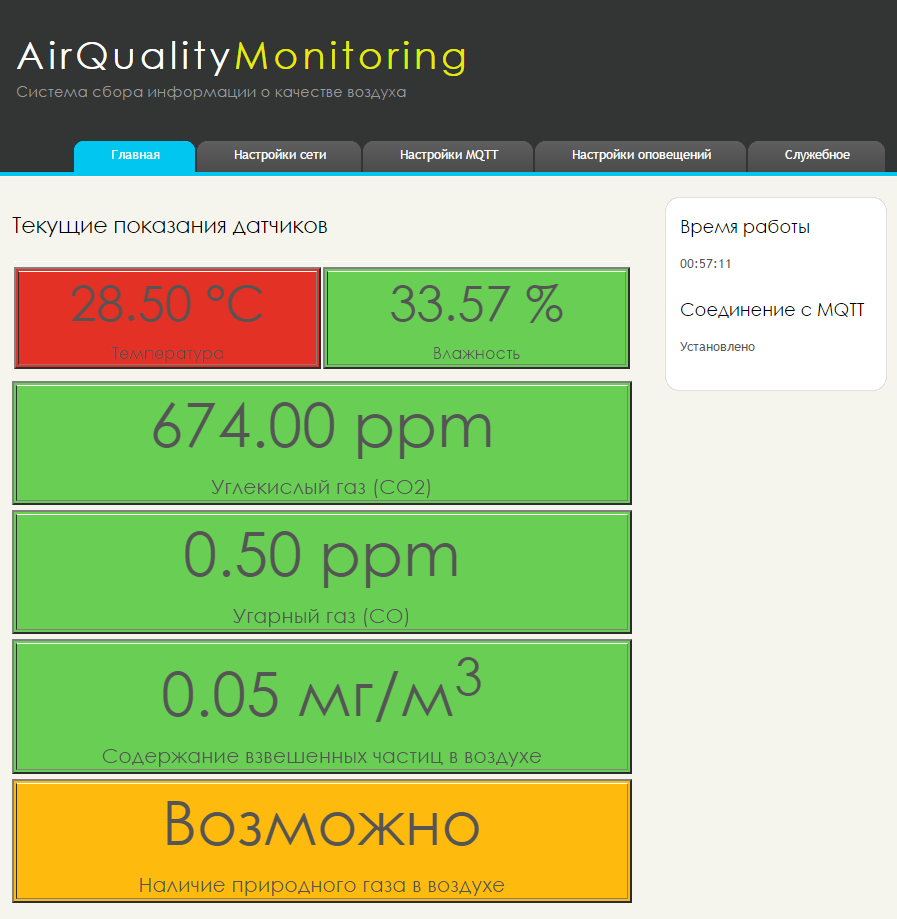 AirQualityMonitoring
Система сбора информации о качестве воздуха
Главная Настройки сети Настройки MQTT Настройки оповещений Служебное
Текущие показания датчиков
28.50 °C
Температура
33.57 %
Влажность
674.00 ppm
Углекислый газ (CO2)
0.50 ppm
Угарный газ (CO)
0.05 мг/м³
Содержание взвешенных частиц в воздухе
Возможно
Наличие природного газа в воздухе
Время работы
00:57:11
Соединение с MQTT
Установлено